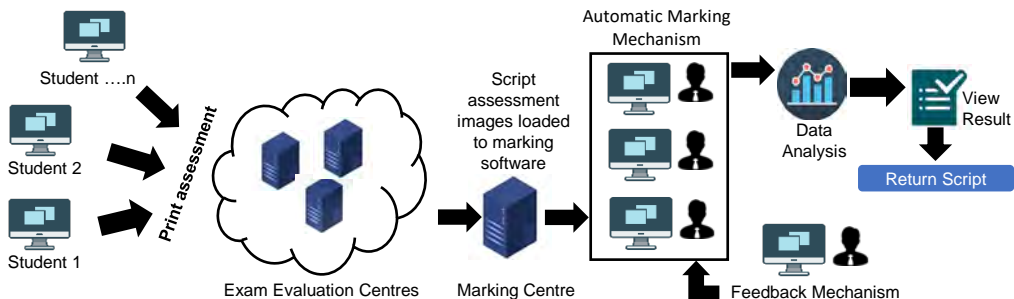 Student ….n
Student 2
Student 1
Print assessment
Exam Evaluation Centres
Script
assessment
images loaded
to marking
software
Marking Centre
Automatic Marking
Mechanism
Data
Analysis
View
Result
Return Script
Feedback Mechanism